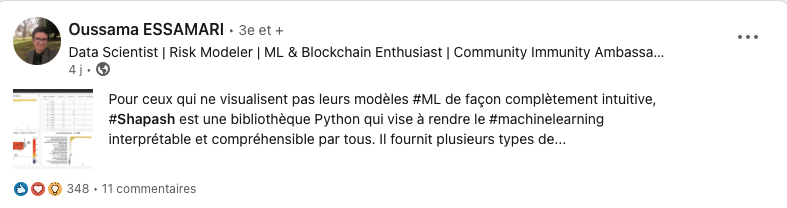 Oussama ESSAMARI • 3e et +
Data Scientist | Risk Modeler | ML & Blockchain Enthusiast | Community Immunity Ambassa...
4 j •
Pour ceux qui ne visualisent pas leurs modèles #ML de façon complètement intuitive,
#Shapash est une bibliothèque Python qui vise à rendre le #machinelearning
interprétable et compréhensible par tous. Il fournit plusieurs types de...
348 • 11 commentaires